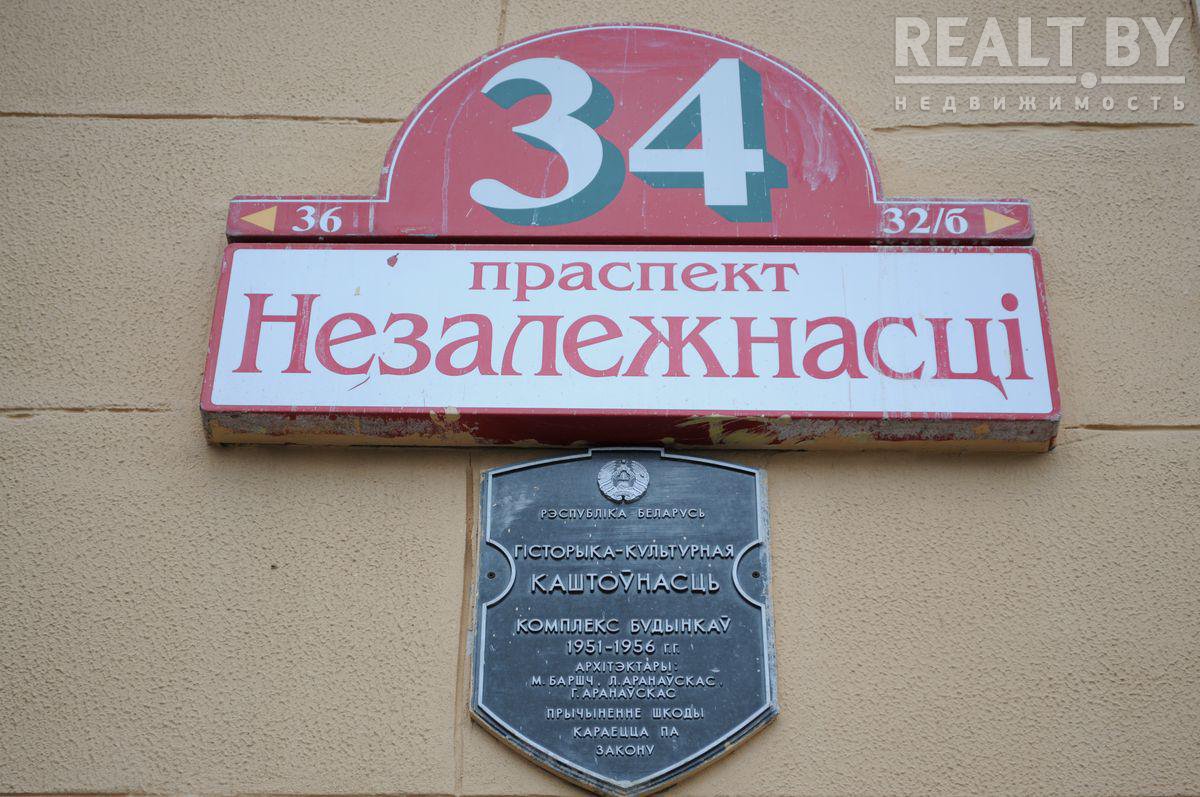 REALT.BY
НЕДВИЖИМОСТЬ
34
36
32/б
праспект
Незалежнасці
РЭСПУБЛІКА БЕЛАРУСЬ
ГІСТОРЫКА-КУЛЬТУРНАЯ
КАШТОЎНАСЦЬ
КОМПЛЕКС БУДЫНКАЎ
1951-1956 Г.Г.
АРХІТЭКТАРЫ:
М. БАРШЧ, Л. АРАНАЎСКАС,
Г. АРАНАЎСКАС
ПРЫЧЫНЕННЕ ШКОДЫ
КАРАЕЦЦА ПА
ЗАКОНУ